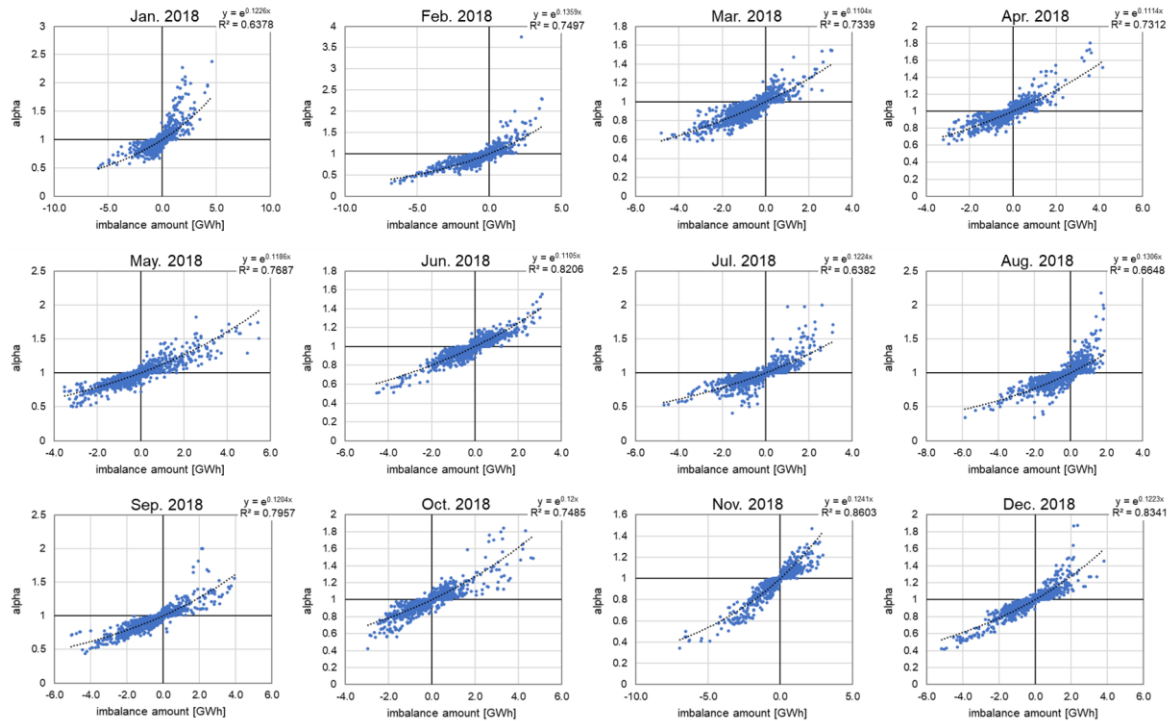 Jan. 2018
y = e^0.1226x
R² = 0.6378
3
2.5
2
1.5
1
0.5
0
alpha
-10.0 -5.0 0.0 5.0 10.0
imbalance amount [GWh]
Feb. 2018
y = e^0.1359x
R² = 0.7497
4
3.5
3
2.5
2
1.5
1
0.5
0
alpha
-10.0 -5.0 0.0 5.0
imbalance amount [GWh]
Mar. 2018
y = e^0.1104x
R² = 0.7339
1.8
1.6
1.4
1.2
1
0.8
0.6
0.4
0.2
0
alpha
-6.0 -4.0 -2.0 0.0 2.0 4.0
imbalance amount [GWh]
Apr. 2018
y = e^0.1114x
R² = 0.7312
2
1.8
1.6
1.4
1.2
1
0.8
0.6
0.4
0.2
0
alpha
-4.0 -2.0 0.0 2.0 4.0 6.0
imbalance amount [GWh]
May. 2018
y = e^0.1186x
R² = 0.7687
2.5
2
1.5
1
0.5
0
alpha
-4.0 -2.0 0.0 2.0 4.0 6.0
imbalance amount [GWh]
Jun. 2018
y = e^0.1105x
R² = 0.8206
1.8
1.6
1.4
1.2
1
0.8
0.6
0.4
0.2
0
alpha
-6.0 -4.0 -2.0 0.0 2.0 4.0
imbalance amount [GWh]
Jul. 2018
y = e^0.1224x
R² = 0.6382
2.5
2
1.5
1
0.5
0
alpha
-6.0 -4.0 -2.0 0.0 2.0 4.0
imbalance amount [GWh]
Aug. 2018
y = e^0.1306x
R² = 0.6648
2.5
2
1.5
1
0.5
0
alpha
-8.0 -6.0 -4.0 -2.0 0.0 2.0 4.0
imbalance amount [GWh]
Sep. 2018
y = e^0.1204x
R² = 0.7957
2.5
2
1.5
1
0.5
0
alpha
-6.0 -4.0 -2.0 0.0 2.0 4.0 6.0
imbalance amount [GWh]
Oct. 2018
y = e^0.12x
R² = 0.7485
2
1.8
1.6
1.4
1.2
1
0.8
0.6
0.4
0.2
0
alpha
-4.0 -2.0 0.0 2.0 4.0 6.0
imbalance amount [GWh]
Nov. 2018
y = e^0.1241x
R² = 0.8603
1.6
1.4
1.2
1
0.8
0.6
0.4
0.2
0
alpha
-10.0 -5.0 0.0 5.0
imbalance amount [GWh]
Dec. 2018
y = e^0.1223x
R² = 0.8341
2
1.8
1.6
1.4
1.2
1
0.8
0.6
0.4
0.2
0
alpha
-6.0 -4.0 -2.0 0.0 2.0 4.0 6.0
imbalance amount [GWh]